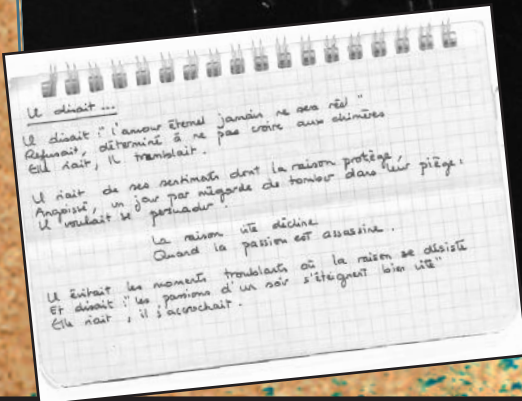 Il disait ...
Il disait : "l'amour éternel jamais ne sera réel"
Refusait, déterminé à ne pas croire aux chimères
Elle riait, IL tremblait.
Il riait de ses sentiments dont la raison protège,
Angoissé, un jour par mégarde de tomber dans leur piège,
Il voulait se persuader.
La raison vite décline
Quand la passion est assassine.
Il évitait les moments troublants où la raison se désiste
Et disait : "les passions d'un soir s'éteignent bien vite"
Elle riait, il s'accrochait.